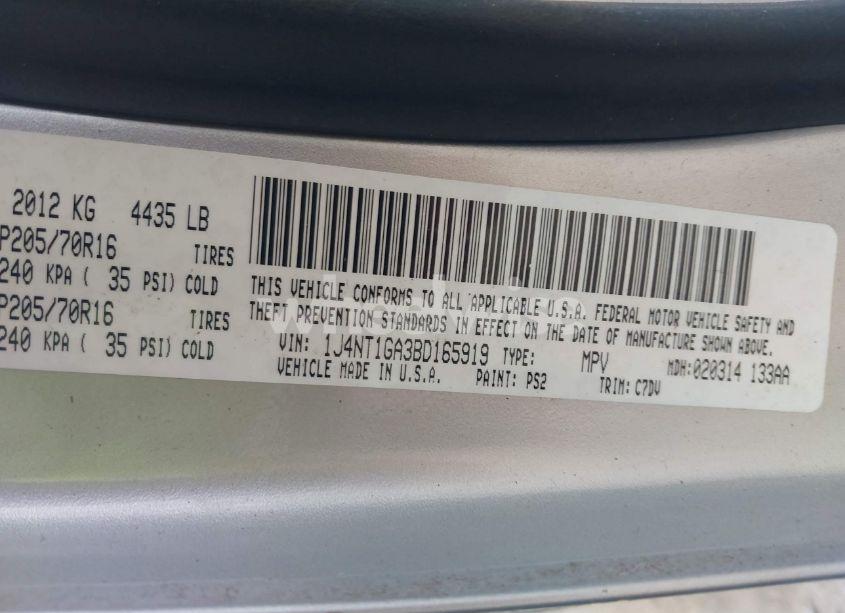 2012 KG 4435 LB
P205/70R16 TIRES
240 KPA ( 35 PSI) COLD
P205/70R16 TIRES
240 KPA ( 35 PSI) COLD
THIS VEHICLE CONFORMS TO ALL APPLICABLE U.S.A. FEDERAL MOTOR VEHICLE SAFETY AND
THEFT PREVENTION STANDARDS IN EFFECT ON THE DATE OF MANUFACTURE SHOWN ABOVE.
VIN: 1J4NT1GA3BD165919 TYPE: MPV MDH:020314 133AA
VEHICLE MADE IN U.S.A. PAINT: PS2 TRIM: C7DV